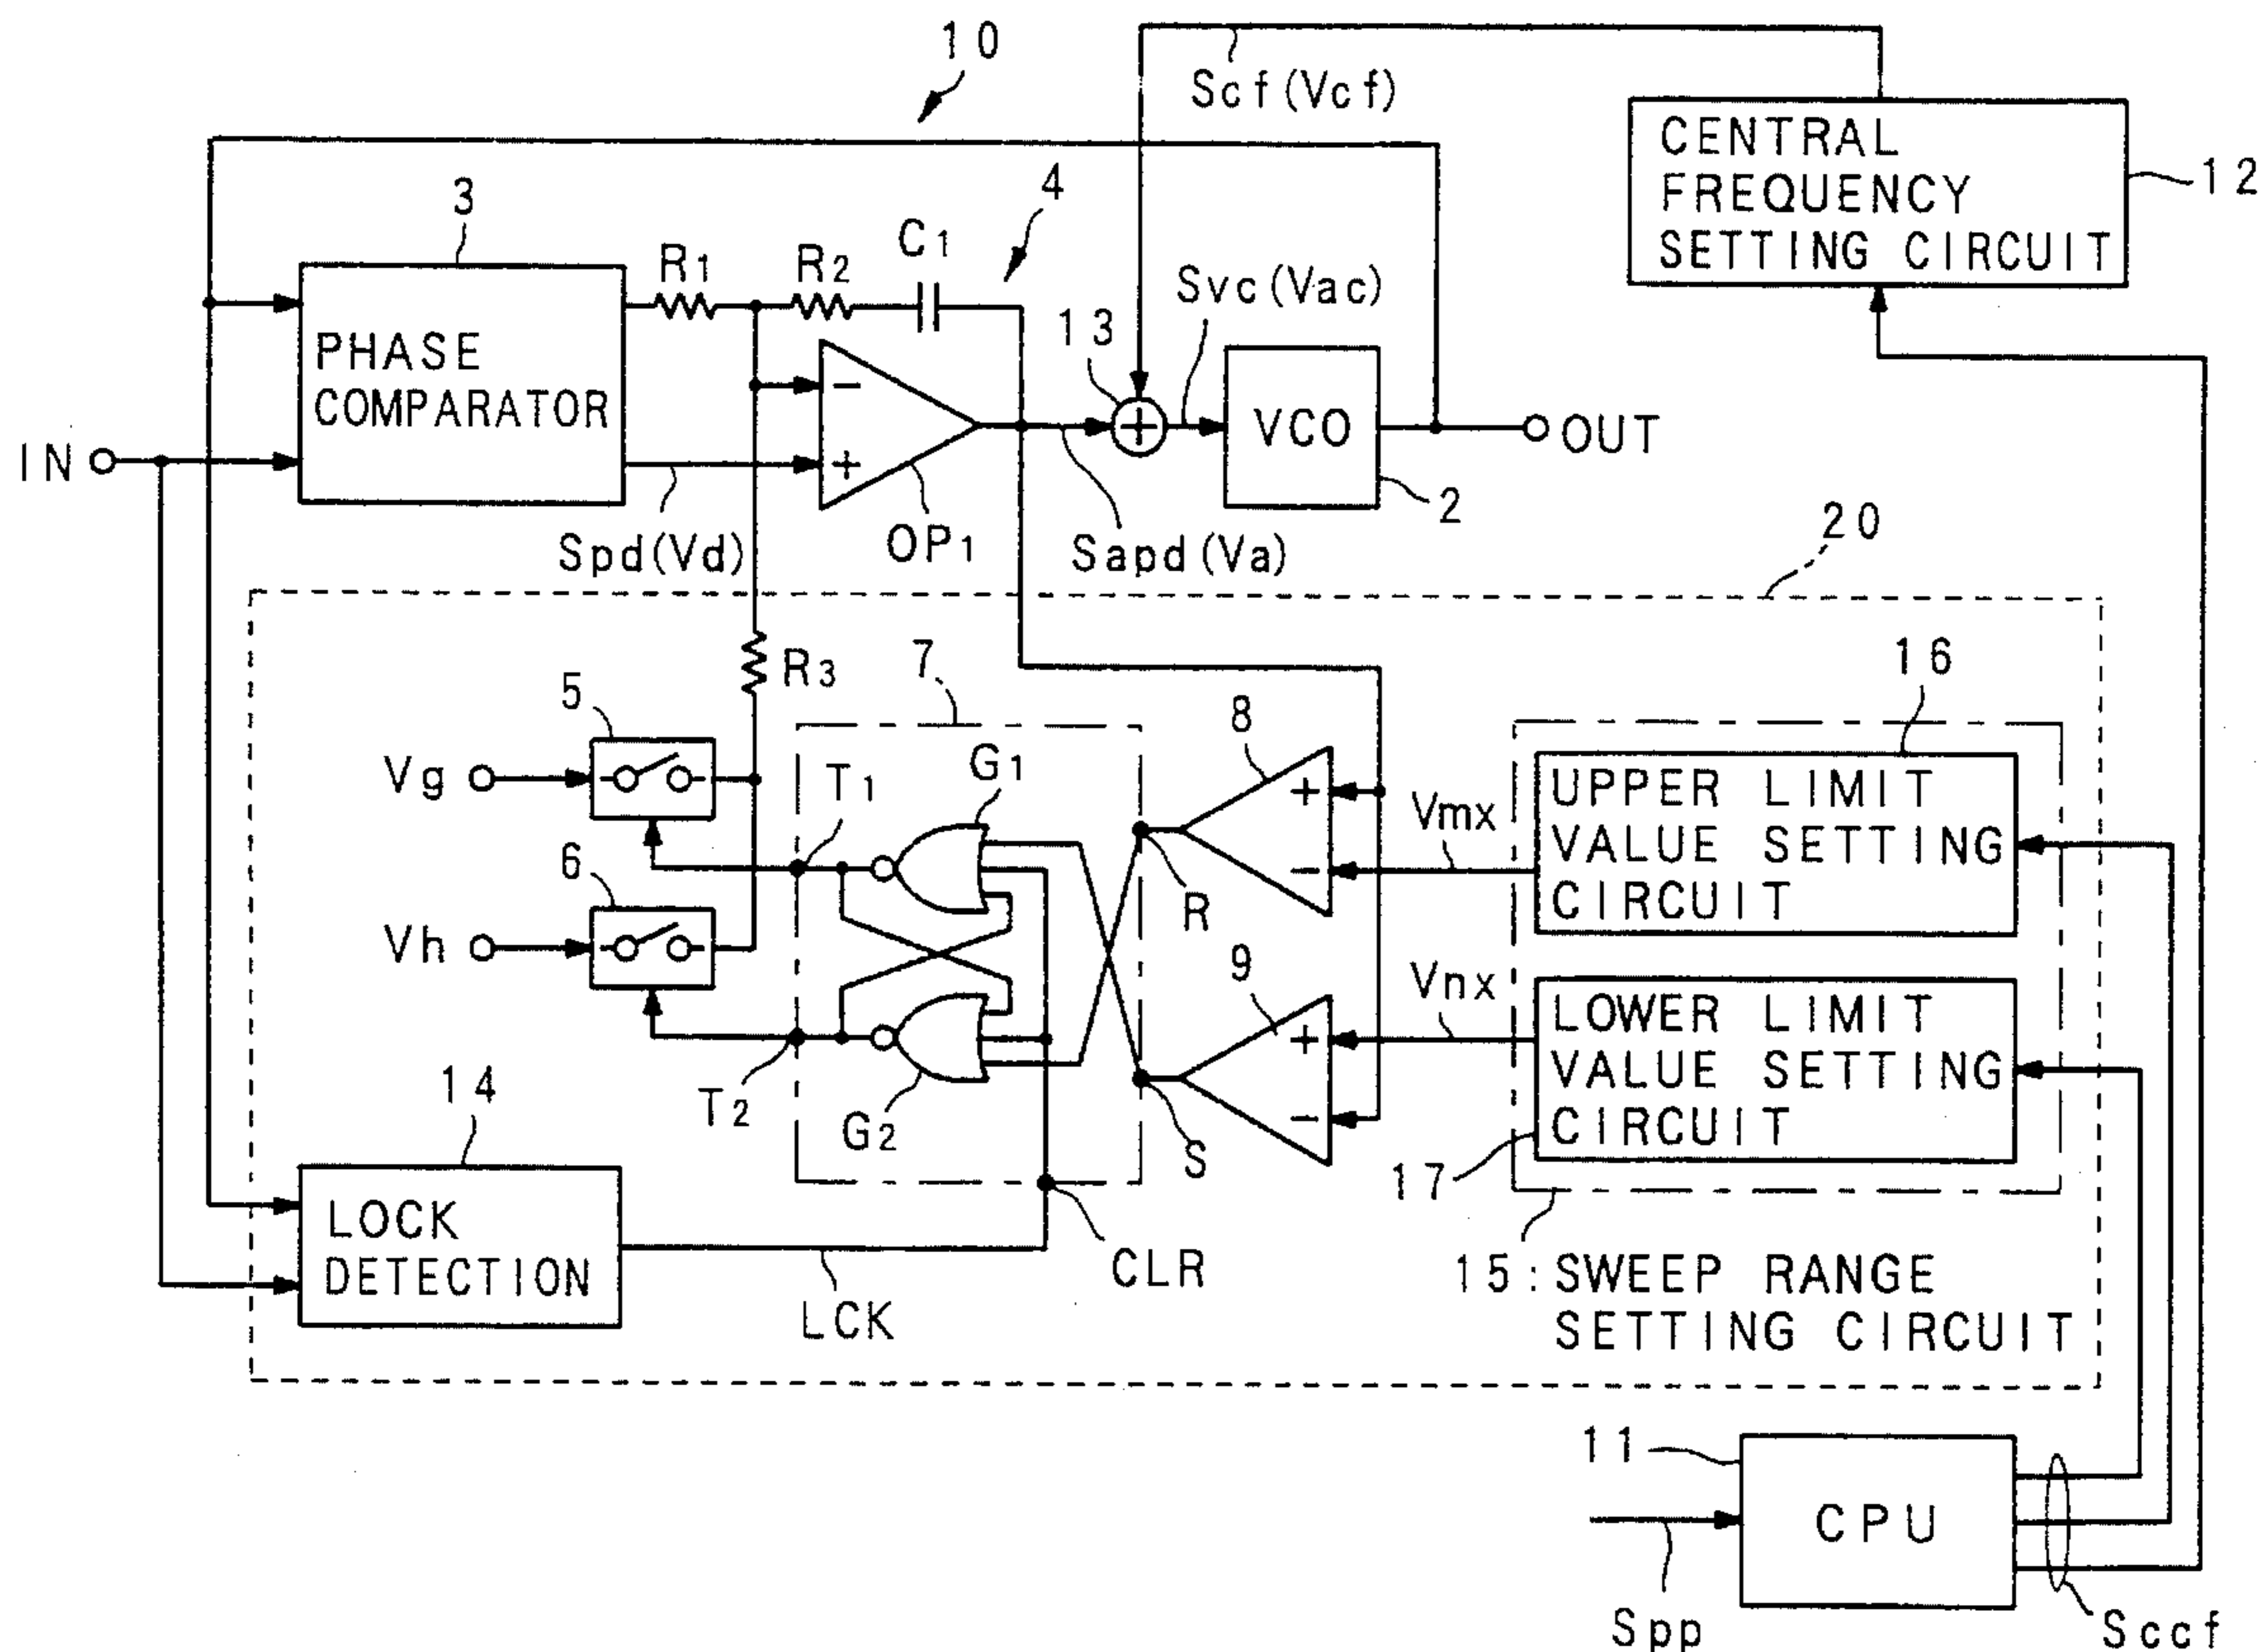 10
Scf(Vcf)
CENTRAL
FREQUENCY
SETTING CIRCUIT
12
3
4
R1
R2
C1
PHASE
COMPARATOR
13
Svc(Vac)
VCO
2
IN
OUT
OP1
Spd(Vd)
Sapd(Va)
20
R3
7
5
8
16
Vg
T1
G1
+
-
R
Vmx
UPPER LIMIT
VALUE SETTING
CIRCUIT
6
Vh
9
Vnx
+
-
LOWER LIMIT
VALUE SETTING
CIRCUIT
T2
G2
S
17
14
LOCK
DETECTION
LCK
CLR
15:SWEEP RANGE
SETTING CIRCUIT
11
CPU
Spp
Sccf